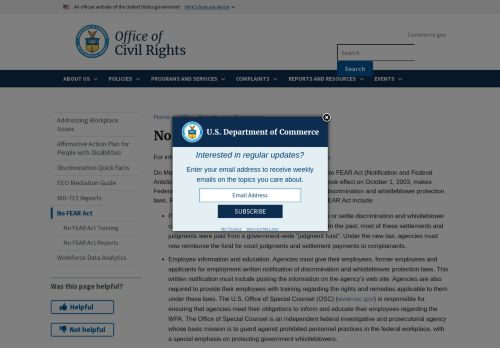 An official website of the United States government Here's how you know
Office of
Civil Rights
Commerce.gov
Search
Search
ABOUT US
POLICIES
PROGRAMS AND SERVICES
COMPLAINTS
REPORTS AND RESOURCES
EVENTS
Addressing Workplace
Issues
Affirmative Action Plan for
People with Disabilities
Discrimination Quick Facts
EEO Mediation Guide
MD-715 Reports
No FEAR Act
No FEAR Act Training
No FEAR Act Reports
Workforce Data Analytics
Was this page helpful?
Helpful
Not helpful
Home
No
For in
U.S. Department of Commerce
Interested in regular updates?
Enter your email address to receive weekly
emails on the topics you care about.
Email Address
SUBSCRIBE
No Thanks
Remind Me Later
On Ma
No FEAR Act (Notification and Federal
Antidis
ook effect on October 1, 2003, makes
Federa
discrimination and whistleblower protection
laws. F
FEAR Act include:
P
or settle discrimination and whistleblower
in the past, most of these settlements and
judgments were paid from a government-wide "judgment fund". Under the new law, agencies must
now reimburse the fund for court judgments and settlement payments to complainants.
Employee information and education. Agencies must give their employees, former employees and
applicants for employment written notification of discrimination and whistleblower protection laws. This
written notification must include posting the information on the agency's web site. Agencies are also
required to provide their employees with training regarding the rights and remedies applicable to them
under these laws. The U.S. Office of Special Counsel (OSC) (www.osc.gov) is responsible for
ensuring that agencies meet their obligations to inform and educate their employees regarding the
WPA. The Office of Special Counsel is an independent federal investigative and prosecutorial agency
whose basic mission is to guard against prohibited personnel practices in the federal workplace, with
a special emphasis on protecting government whistleblowers.